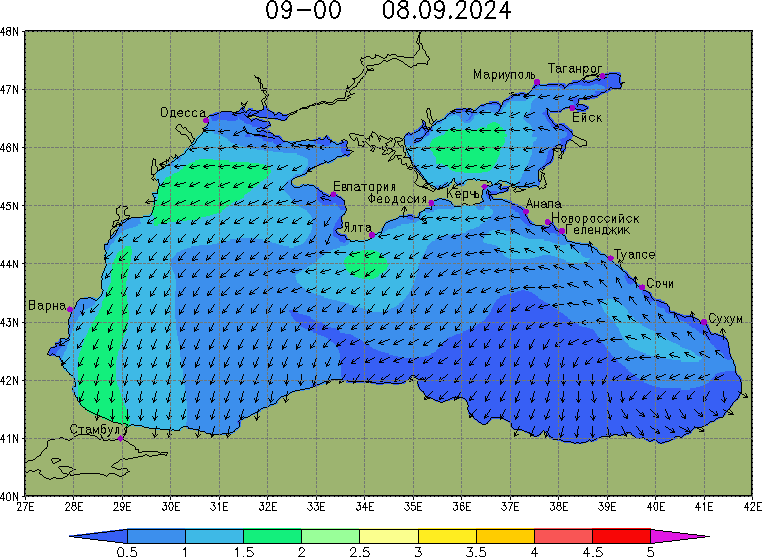 09-00 08.09.2024
48N
47N
46N
45N
44N
43N
42N
41N
40N
Таганрог
Мариуполь
Ейск
Одесса
Евпатория
Керчь
Феодосия
Анапа
Новороссийск
Геленджик
Ялта
Туапсе
Сочи
Варна
Сухум
Стамбул
27E 28E 29E 30E 31E 32E 33E 34E 35E 36E 37E 38E 39E 40E 41E 42E
0.5 1 1.5 2 2.5 3 3.5 4 4.5 5